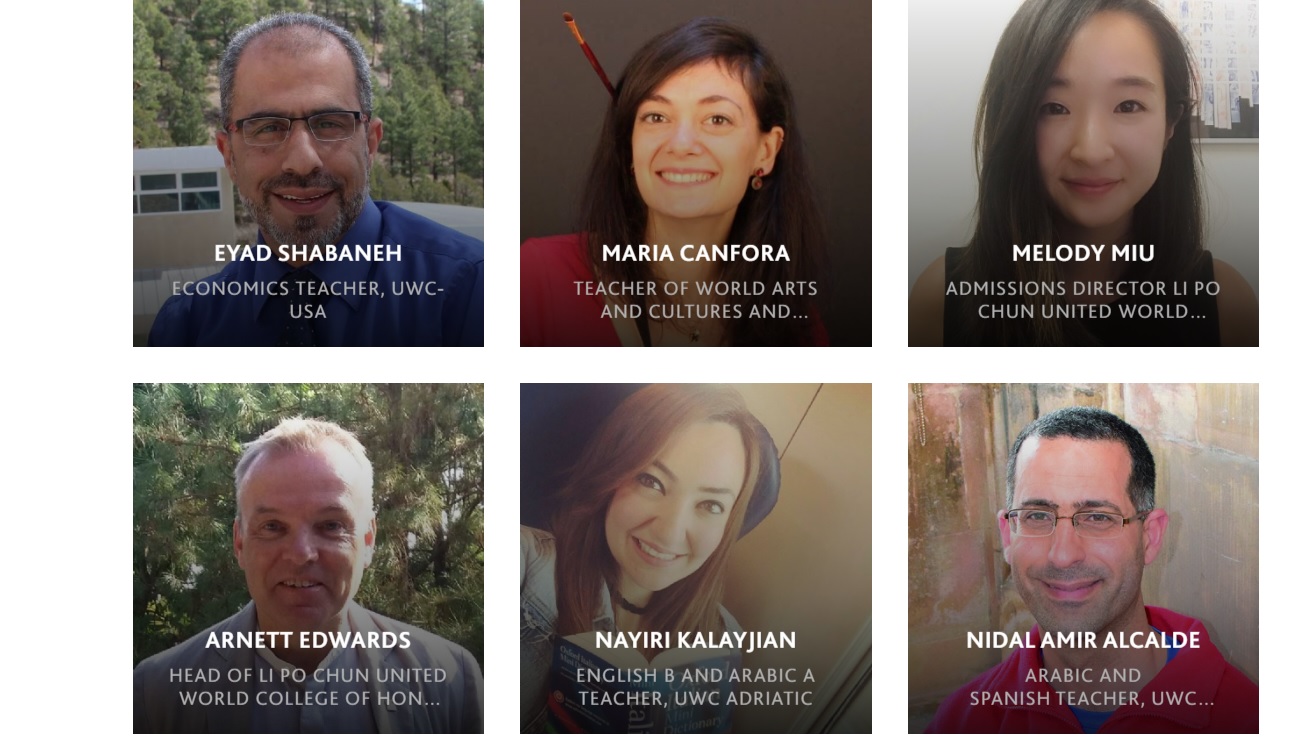 EYAD SHABANEH
ECONOMICS TEACHER, UWC-
USA
MARIA CANFORA
TEACHER OF WORLD ARTS
AND CULTURES AND...
MELODY MIU
ADMISSIONS DIRECTOR LI PO
CHUN UNITED WORLD...
ARNETT EDWARDS
HEAD OF LI PO CHUN UNITED
WORLD COLLEGE OF HON...
NAYIRI KALAYJIAN
ENGLISH B AND ARABIC A
TEACHER, UWC ADRIATIC
NIDAL AMIR ALCALDE
ARABIC AND
SPANISH TEACHER, UWC...